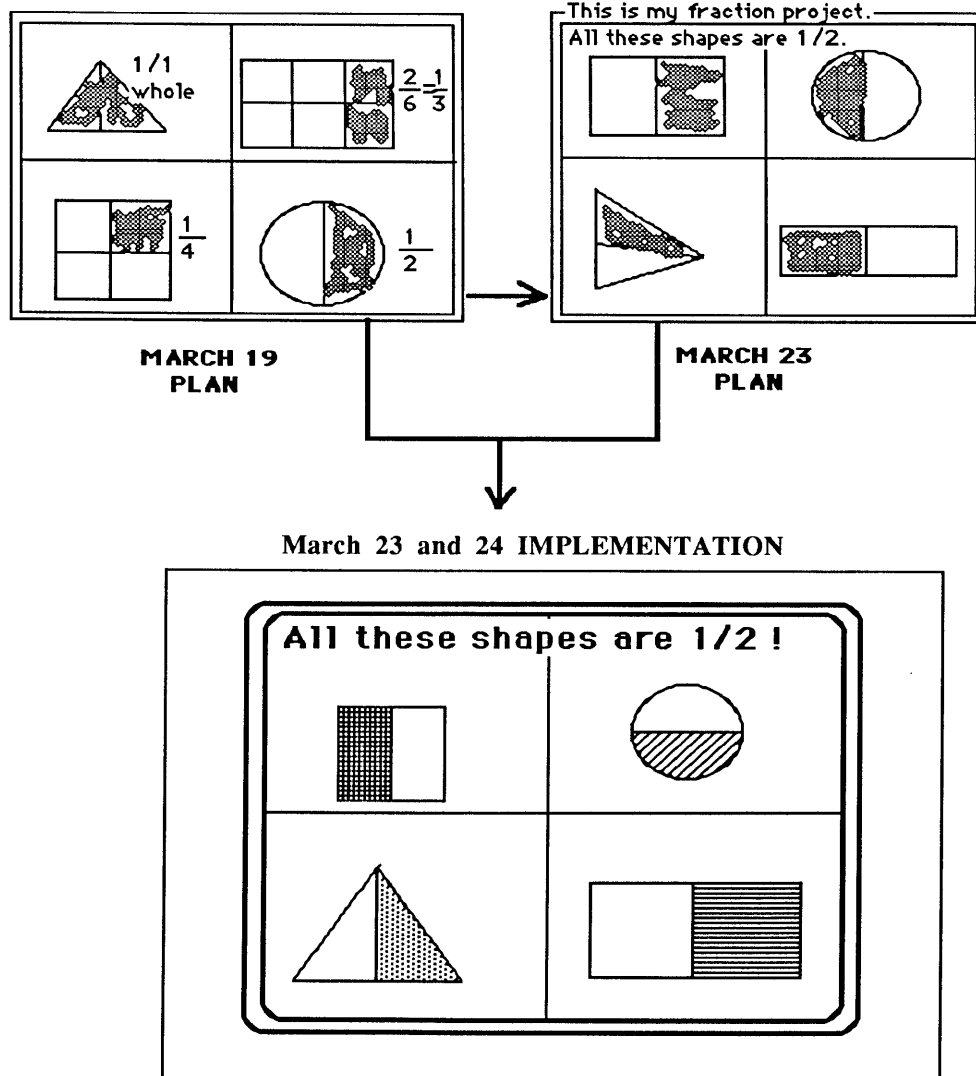 1/1
whole
2/6=1/3
1/4
1/2
This is my fraction project.
All these shapes are 1/2.
MARCH 19
PLAN
MARCH 23
PLAN
March 23 and 24 IMPLEMENTATION
All these shapes are 1/2 !